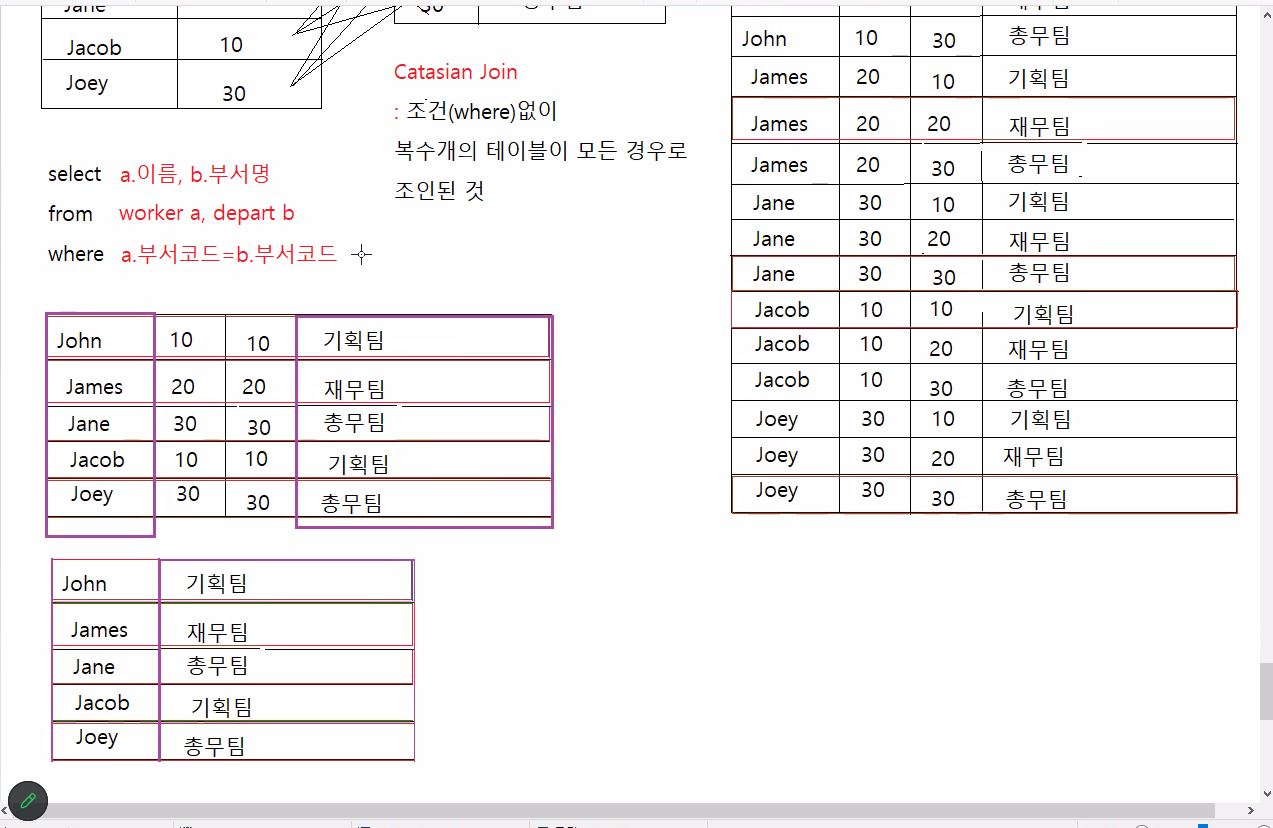 Jane
30
Jacob 10
Joey 30
Catasian Join
: 조건(where)없이
복수개의 테이블이 모든 경우로
조인된 것
select a.이름, b.부서명
from worker a, depart b
where a.부서코드=b.부서코드
John 10 10 기획팀
James 20 20 재무팀
Jane 30 30 총무팀
Jacob 10 10 기획팀
Joey 30 30 총무팀
John 기획팀
James 재무팀
Jane 총무팀
Jacob 기획팀
Joey 총무팀
John 10 30 총무팀
James 20 10 기획팀
James 20 20 재무팀
James 20 30 총무팀
Jane 30 10 기획팀
Jane 30 20 재무팀
Jane 30 30 총무팀
Jacob 10 10 기획팀
Jacob 10 20 재무팀
Jacob 10 30 총무팀
Joey 30 10 기획팀
Joey 30 20 재무팀
Joey 30 30 총무팀